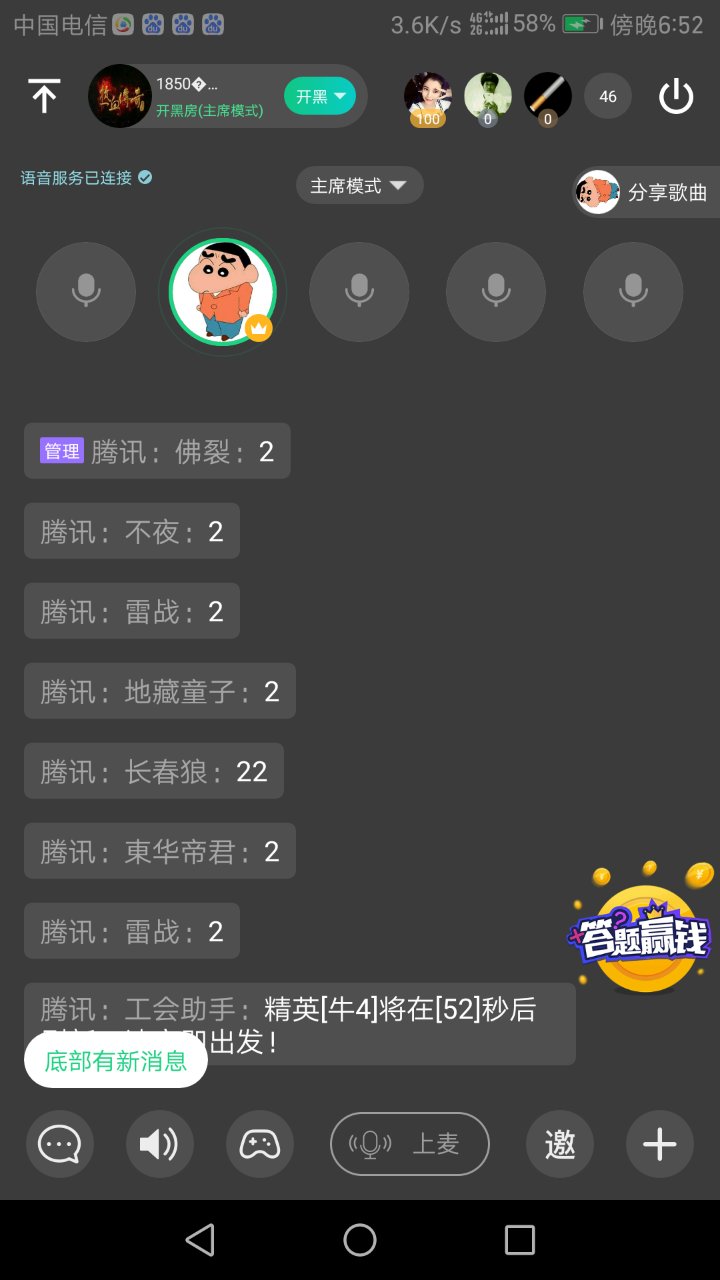 中国电信
3.6K/s 4G 2G 58% 傍晚6:52
1850�...
开黑房(主席模式)
开黑
100
0
0
46
语音服务已连接
主席模式
分享歌曲
管理 腾讯：佛裂：2
腾讯：不夜：2
腾讯：雷战：2
腾讯：地藏童子：2
腾讯：长春狼：22
腾讯：東华帝君：2
腾讯：雷战：2
答题赢钱
腾讯：工会助手：精英[牛4]将在[52]秒后
出发！
底部有新消息
上麦
邀